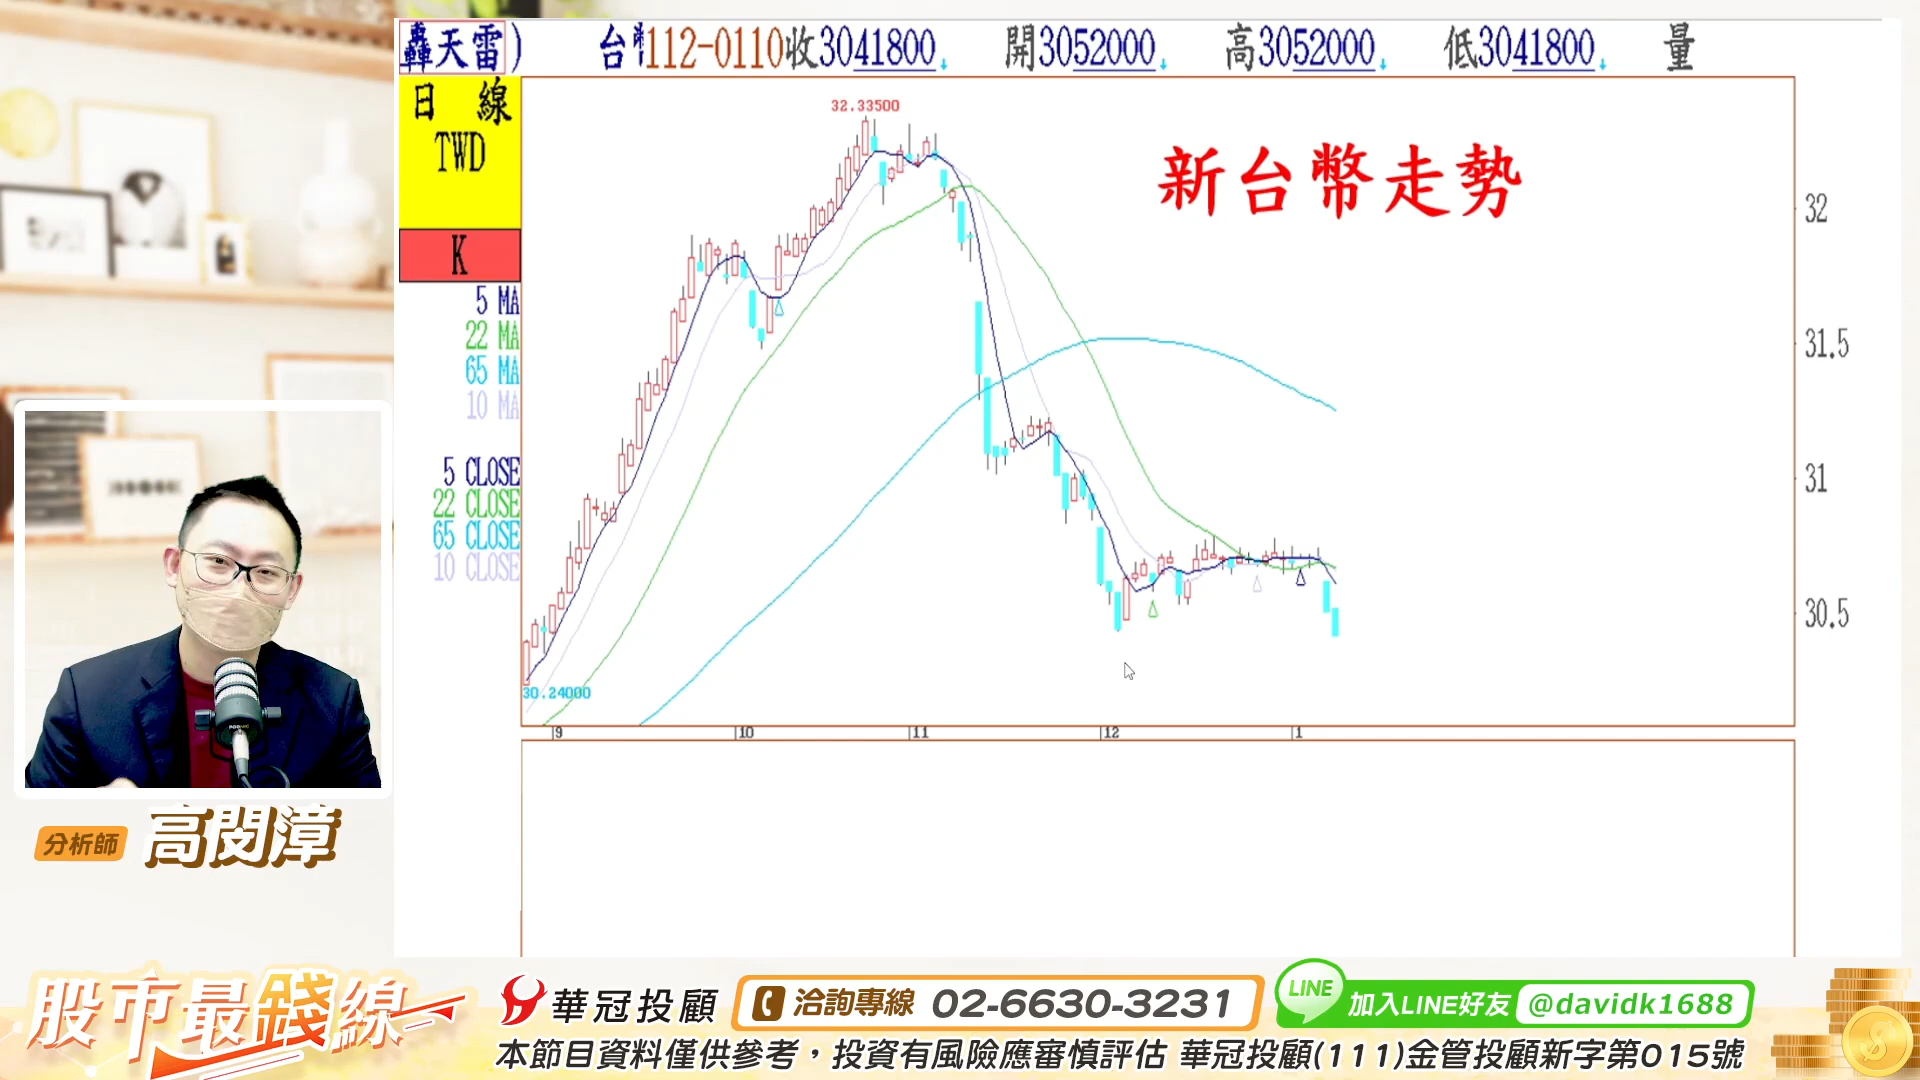 轟天雷) 台幣112-0110收3041800 開3052000 高3052000 低3041800 量
日 線
TWD
K
5 MA
22 MA
65 MA
10 MA
5 CLOSE
22 CLOSE
65 CLOSE
10 CLOSE
32.33500
新台幣走勢
32
31.5
31
30.5
30.24000
9 10 11 12 1
分析師 高閔漳
股市最錢線
華冠投顧 洽詢專線 02-6630-3231 LINE 加入LINE好友 @davidk1688
本節目資料僅供參考，投資有風險應審慎評估 華冠投顧(111)金管投顧新字第015號